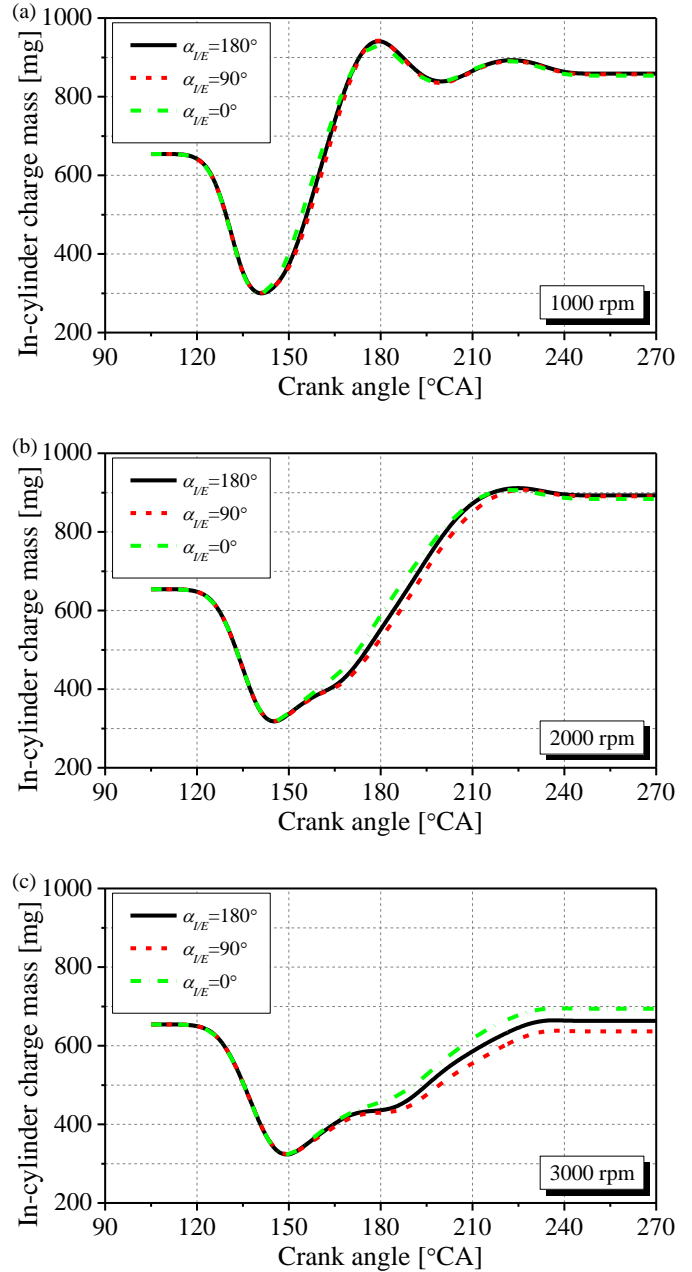 (a)
1000
800
600
400
200
In-cylinder charge mass [mg]
α_I/E=180°
α_I/E=90°
α_I/E=0°
1000 rpm
90 120 150 180 210 240 270
Crank angle [°CA]
(b)
1000
800
600
400
200
In-cylinder charge mass [mg]
α_I/E=180°
α_I/E=90°
α_I/E=0°
2000 rpm
90 120 150 180 210 240 270
Crank angle [°CA]
(c)
1000
800
600
400
200
In-cylinder charge mass [mg]
α_I/E=180°
α_I/E=90°
α_I/E=0°
3000 rpm
90 120 150 180 210 240 270
Crank angle [°CA]